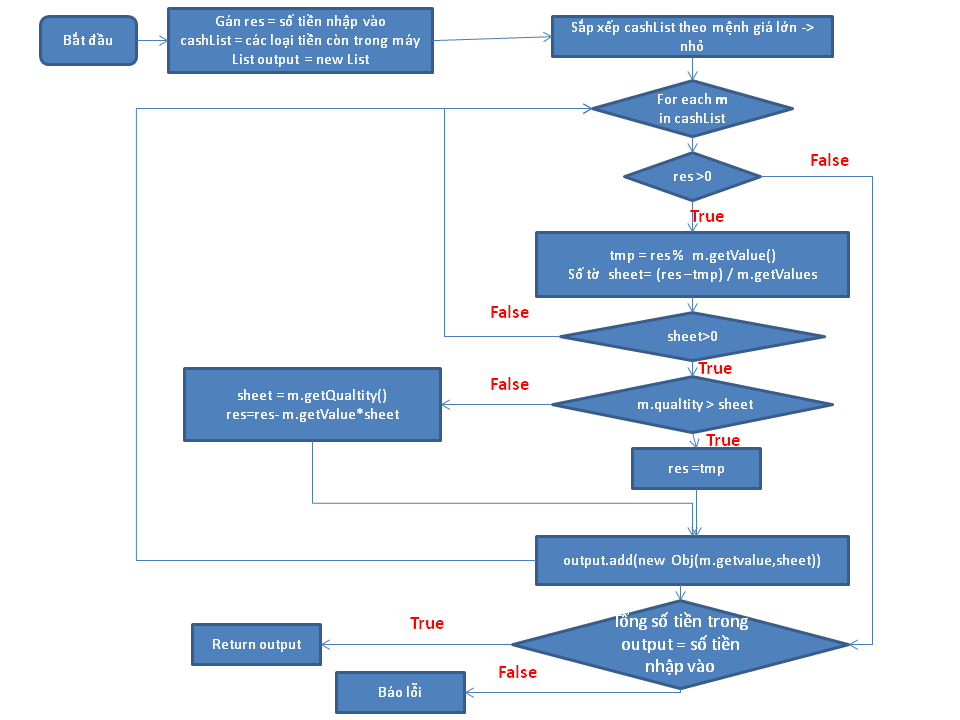 Bắt đầu
Gán res = số tiền nhập vào
cashList = các loại tiền còn trong máy
List output = new List
Sắp xếp cashList theo mệnh giá lớn ->
nhỏ
For each m
in cashList
res >0
False
True
tmp = res% m.getValue()
Số tờ sheet= (res –tmp) / m.getValues
False
sheet>0
True
False
m.qualtity > sheet
sheet = m.getQualtity()
res=res- m.getValue*sheet
True
res =tmp
output.add(new Obj(m.getvalue,sheet))
True
Tổng số tiền trong
output = số tiền
nhập vào
Return output
False
Báo lỗi